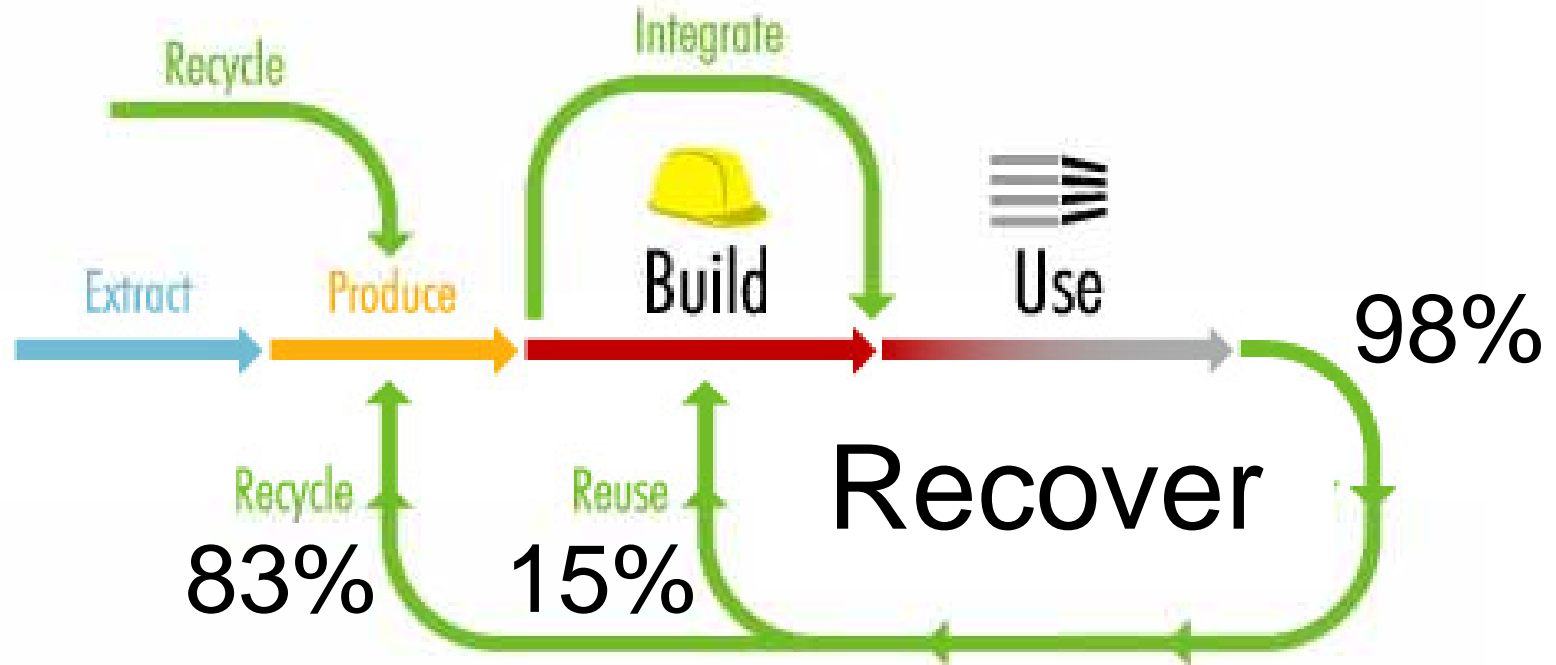 Integrate
Recycle
Build
Use
Extract
Produce
98%
Recover
Recycle
Reuse
83%
15%